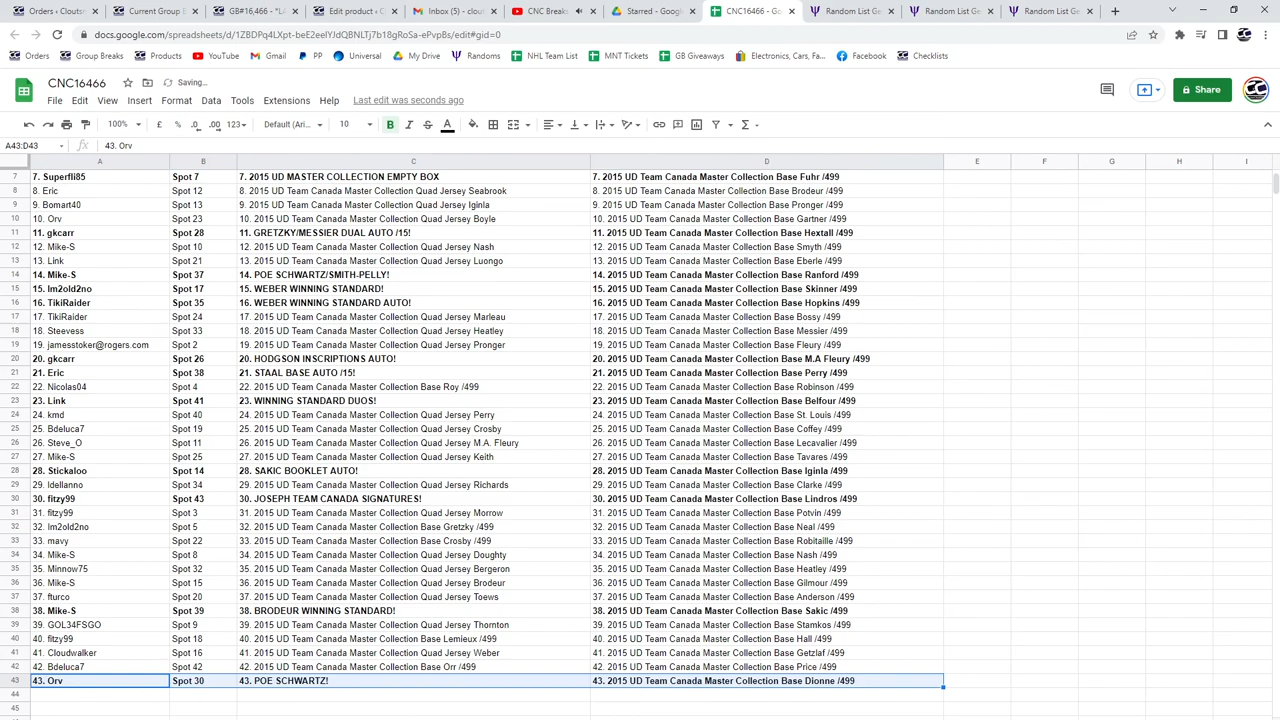 Orders ‹ Cloutsn
Current Group B
GB#16466 - *LA
Edit product ‹ C
Inbox (5) - clour
CNC Breaks
Starred - Google
CNC16466 - Goo
Random List Ge
Random List Ge
Random List Ge
docs.google.com/spreadsheets/d/1ZBDPq4LXpt-beE2eeIYJdQBNLTj7b18gRoSa-ePvpBs/edit#gid=0
Orders Group Breaks Products YouTube Gmail PP Universal My Drive Randoms NHL Team List MNT Tickets GB Giveaways Electronics, Cars, Fa... Facebook Checklists
CNC16466 Saving...
File Edit View Insert Format Data Tools Extensions Help Last edit was seconds ago
Share
100% £ % .0 .00 123 Default (Ari... 10 B I S A
A43:D43 fx 43. Orv
A B C D E F G H I
7 7. Superfli85 Spot 7 7. 2015 UD MASTER COLLECTION EMPTY BOX 7. 2015 UD Team Canada Master Collection Base Fuhr /499
8 8. Eric Spot 12 8. 2015 UD Team Canada Master Collection Quad Jersey Seabrook 8. 2015 UD Team Canada Master Collection Base Brodeur /499
9 9. Bomart40 Spot 13 9. 2015 UD Team Canada Master Collection Quad Jersey Iginla 9. 2015 UD Team Canada Master Collection Base Pronger /499
10 10. Orv Spot 23 10. 2015 UD Team Canada Master Collection Quad Jersey Boyle 10. 2015 UD Team Canada Master Collection Base Gartner /499
11 11. gkcarr Spot 28 11. GRETZKY/MESSIER DUAL AUTO /15! 11. 2015 UD Team Canada Master Collection Base Hextall /499
12 12. Mike-S Spot 10 12. 2015 UD Team Canada Master Collection Quad Jersey Nash 12. 2015 UD Team Canada Master Collection Base Smyth /499
13 13. Link Spot 21 13. 2015 UD Team Canada Master Collection Quad Jersey Luongo 13. 2015 UD Team Canada Master Collection Base Eberle /499
14 14. Mike-S Spot 37 14. POE SCHWARTZ/SMITH-PELLY! 14. 2015 UD Team Canada Master Collection Base Ranford /499
15 15. Im2old2no Spot 17 15. WEBER WINNING STANDARD! 15. 2015 UD Team Canada Master Collection Base Skinner /499
16 16. TikiRaider Spot 35 16. WEBER WINNING STANDARD AUTO! 16. 2015 UD Team Canada Master Collection Base Hopkins /499
17 17. TikiRaider Spot 24 17. 2015 UD Team Canada Master Collection Quad Jersey Marleau 17. 2015 UD Team Canada Master Collection Base Bossy /499
18 18. Steevess Spot 33 18. 2015 UD Team Canada Master Collection Quad Jersey Heatley 18. 2015 UD Team Canada Master Collection Base Messier /499
19 19. jamesstoker@rogers.com Spot 2 19. 2015 UD Team Canada Master Collection Quad Jersey Pronger 19. 2015 UD Team Canada Master Collection Base Fleury /499
20 20. gkcarr Spot 26 20. HODGSON INSCRIPTIONS AUTO! 20. 2015 UD Team Canada Master Collection Base M.A Fleury /499
21 21. Eric Spot 38 21. STAAL BASE AUTO /15! 21. 2015 UD Team Canada Master Collection Base Perry /499
22 22. Nicolas04 Spot 4 22. 2015 UD Team Canada Master Collection Base Roy /499 22. 2015 UD Team Canada Master Collection Base Robinson /499
23 23. Link Spot 41 23. WINNING STANDARD DUOS! 23. 2015 UD Team Canada Master Collection Base Belfour /499
24 24. kmd Spot 40 24. 2015 UD Team Canada Master Collection Quad Jersey Perry 24. 2015 UD Team Canada Master Collection Base St. Louis /499
25 25. Bdeluca7 Spot 19 25. 2015 UD Team Canada Master Collection Quad Jersey Crosby 25. 2015 UD Team Canada Master Collection Base Coffey /499
26 26. Steve_O Spot 11 26. 2015 UD Team Canada Master Collection Quad Jersey M.A. Fleury 26. 2015 UD Team Canada Master Collection Base Lecavalier /499
27 27. Mike-S Spot 25 27. 2015 UD Team Canada Master Collection Quad Jersey Keith 27. 2015 UD Team Canada Master Collection Base Tavares /499
28 28. Stickaloo Spot 14 28. SAKIC BOOKLET AUTO! 28. 2015 UD Team Canada Master Collection Base Iginla /499
29 29. Idellanno Spot 34 29. 2015 UD Team Canada Master Collection Quad Jersey Richards 29. 2015 UD Team Canada Master Collection Base Clarke /499
30 30. fitzy99 Spot 43 30. JOSEPH TEAM CANADA SIGNATURES! 30. 2015 UD Team Canada Master Collection Base Lindros /499
31 31. fitzy99 Spot 3 31. 2015 UD Team Canada Master Collection Quad Jersey Morrow 31. 2015 UD Team Canada Master Collection Base Potvin /499
32 32. Im2old2no Spot 5 32. 2015 UD Team Canada Master Collection Base Gretzky /499 32. 2015 UD Team Canada Master Collection Base Neal /499
33 33. mavy Spot 22 33. 2015 UD Team Canada Master Collection Base Crosby /499 33. 2015 UD Team Canada Master Collection Base Robitaille /499
34 34. Mike-S Spot 8 34. 2015 UD Team Canada Master Collection Quad Jersey Doughty 34. 2015 UD Team Canada Master Collection Base Nash /499
35 35. Minnow75 Spot 32 35. 2015 UD Team Canada Master Collection Quad Jersey Bergeron 35. 2015 UD Team Canada Master Collection Base Heatley /499
36 36. Mike-S Spot 15 36. 2015 UD Team Canada Master Collection Quad Jersey Brodeur 36. 2015 UD Team Canada Master Collection Base Gilmour /499
37 37. fturco Spot 20 37. 2015 UD Team Canada Master Collection Quad Jersey Toews 37. 2015 UD Team Canada Master Collection Base Anderson /499
38 38. Mike-S Spot 39 38. BRODEUR WINNING STANDARD! 38. 2015 UD Team Canada Master Collection Base Sakic /499
39 39. GOL34FSGO Spot 9 39. 2015 UD Team Canada Master Collection Quad Jersey Thornton 39. 2015 UD Team Canada Master Collection Base Stamkos /499
40 40. fitzy99 Spot 18 40. 2015 UD Team Canada Master Collection Base Lemieux /499 40. 2015 UD Team Canada Master Collection Base Hall /499
41 41. Cloudwalker Spot 16 41. 2015 UD Team Canada Master Collection Quad Jersey Weber 41. 2015 UD Team Canada Master Collection Base Getzlaf /499
42 42. Bdeluca7 Spot 42 42. 2015 UD Team Canada Master Collection Base Orr /499 42. 2015 UD Team Canada Master Collection Base Price /499
43 43. Orv Spot 30 43. POE SCHWARTZ! 43. 2015 UD Team Canada Master Collection Base Dionne /499
44
45